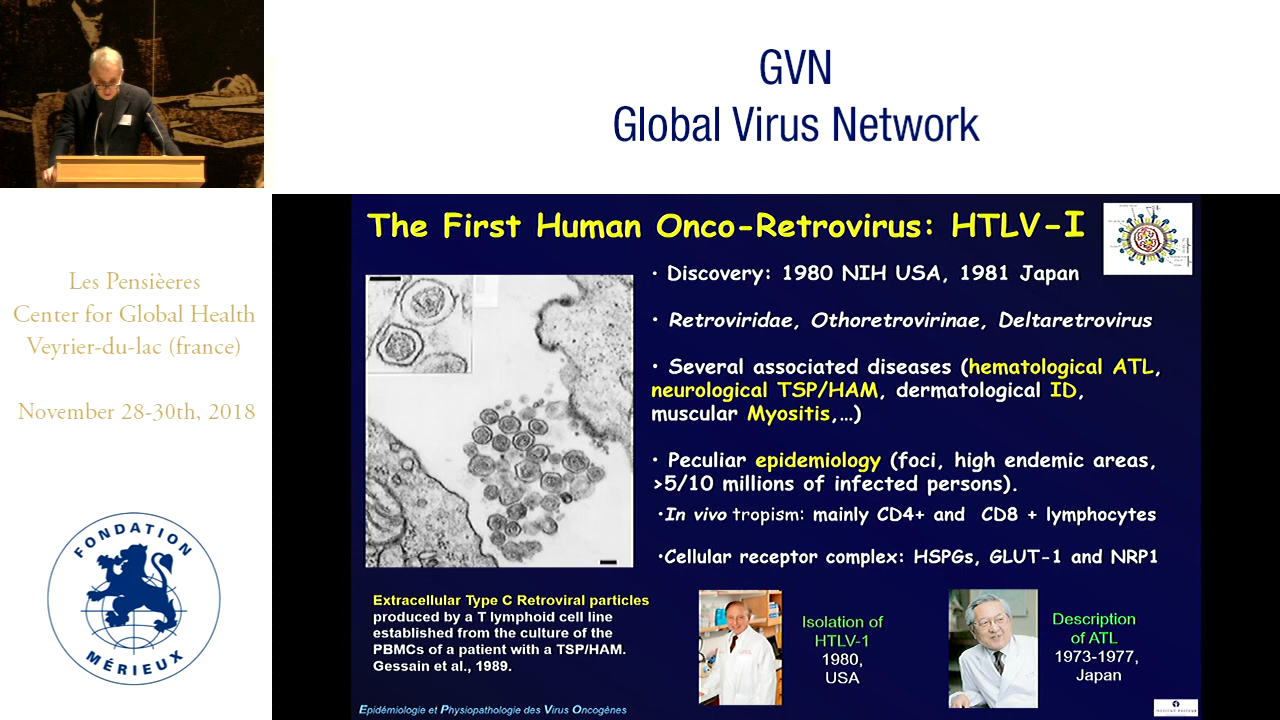 GVN
Global Virus Network
Les Pensièeres
Center for Global Health
Veyrier-du-lac (france)
November 28-30th, 2018
FONDATION
MÉRIEUX
The First Human Onco-Retrovirus: HTLV-I
• Discovery: 1980 NIH USA, 1981 Japan
• Retroviridae, Othoretrovirinae, Deltaretrovirus
• Several associated diseases (hematological ATL,
neurological TSP/HAM, dermatological ID,
muscular Myositis,…)
• Peculiar epidemiology (foci, high endemic areas,
>5/10 millions of infected persons).
•In vivo tropism: mainly CD4+ and CD8 + lymphocytes
•Cellular receptor complex: HSPGs, GLUT-1 and NRP1
Extracellular Type C Retroviral particles
produced by a T lymphoid cell line
established from the culture of the
PBMCs of a patient with a TSP/HAM.
Gessain et al., 1989.
Isolation of
HTLV-1
1980,
USA
Description
of ATL
1973-1977,
Japan
Epidémiologie et Physiopathologie des Virus Oncogènes
INSTITUT PASTEUR